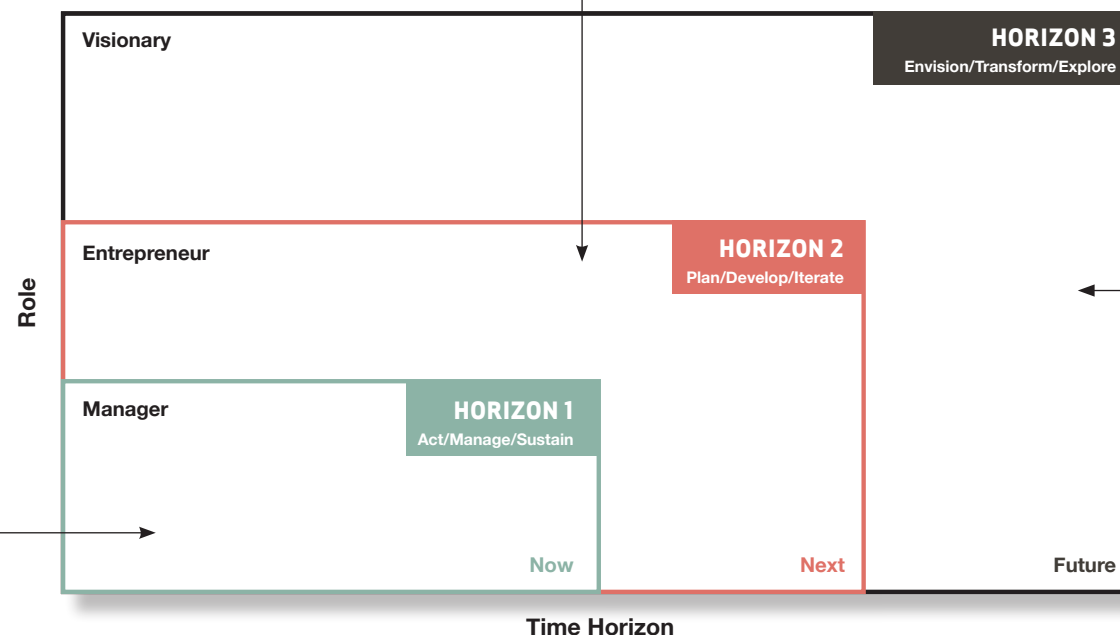 Visionary
HORIZON 3
Envision/Transform/Explore
Entrepreneur
HORIZON 2
Plan/Develop/Iterate
Role
Manager
HORIZON 1
Act/Manage/Sustain
Now
Next
Future
Time Horizon